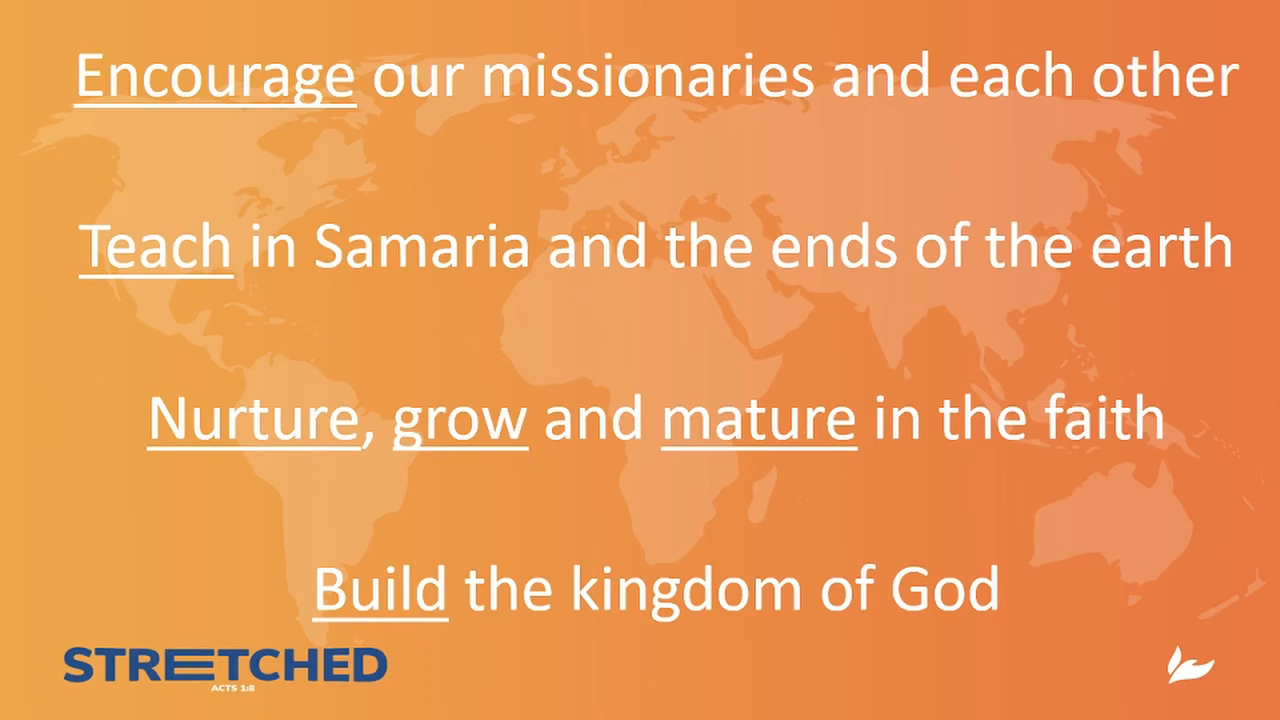 Encourage our missionaries and each other
Teach in Samaria and the ends of the earth
Nurture, grow and mature in the faith
Build the kingdom of God
STRETCHED
ACTS 1:8